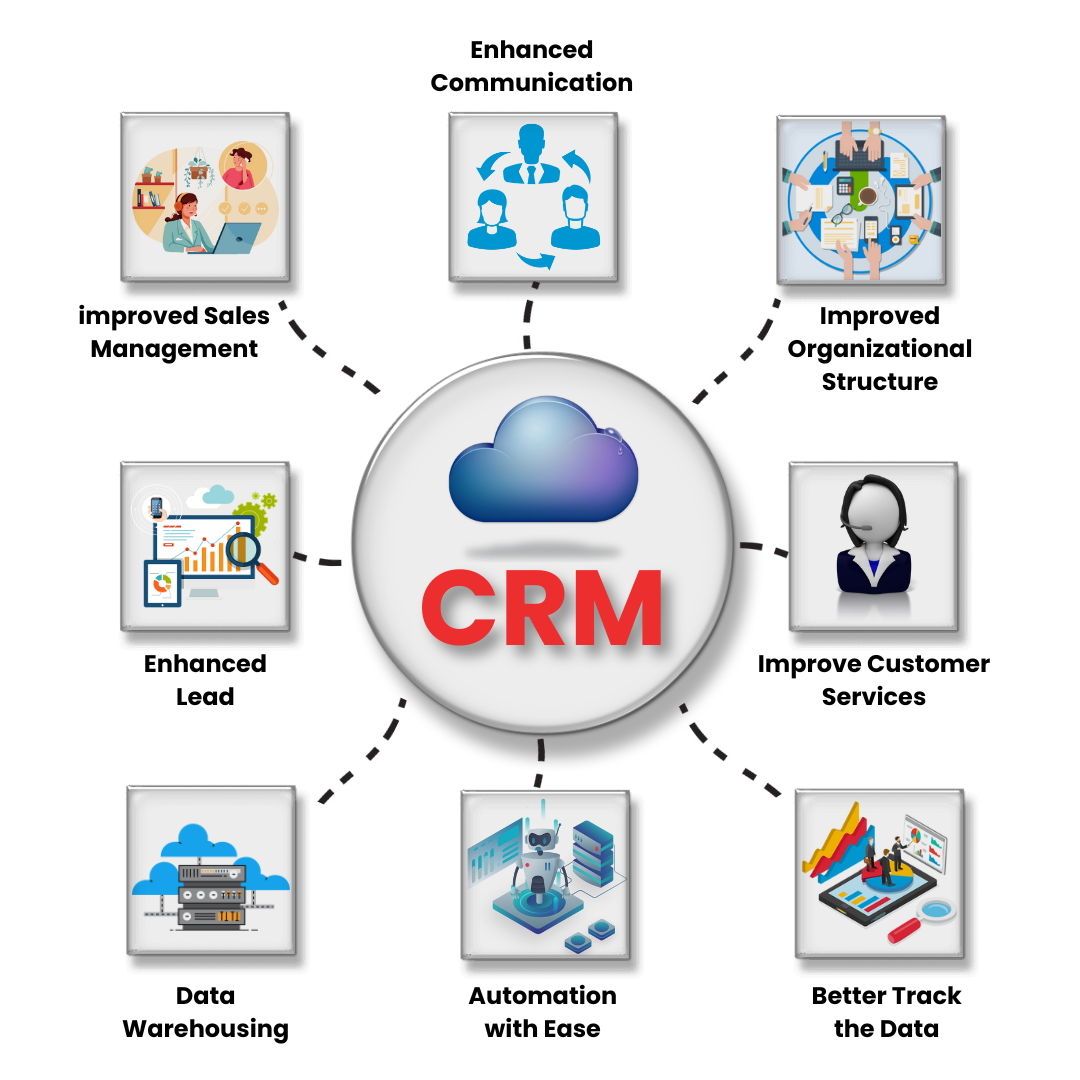 Enhanced
Communication
improved Sales
Management
Improved
Organizational
Structure
CRM
Enhanced
Lead
Improve Customer
Services
Data
Warehousing
Automation
with Ease
Better Track
the Data